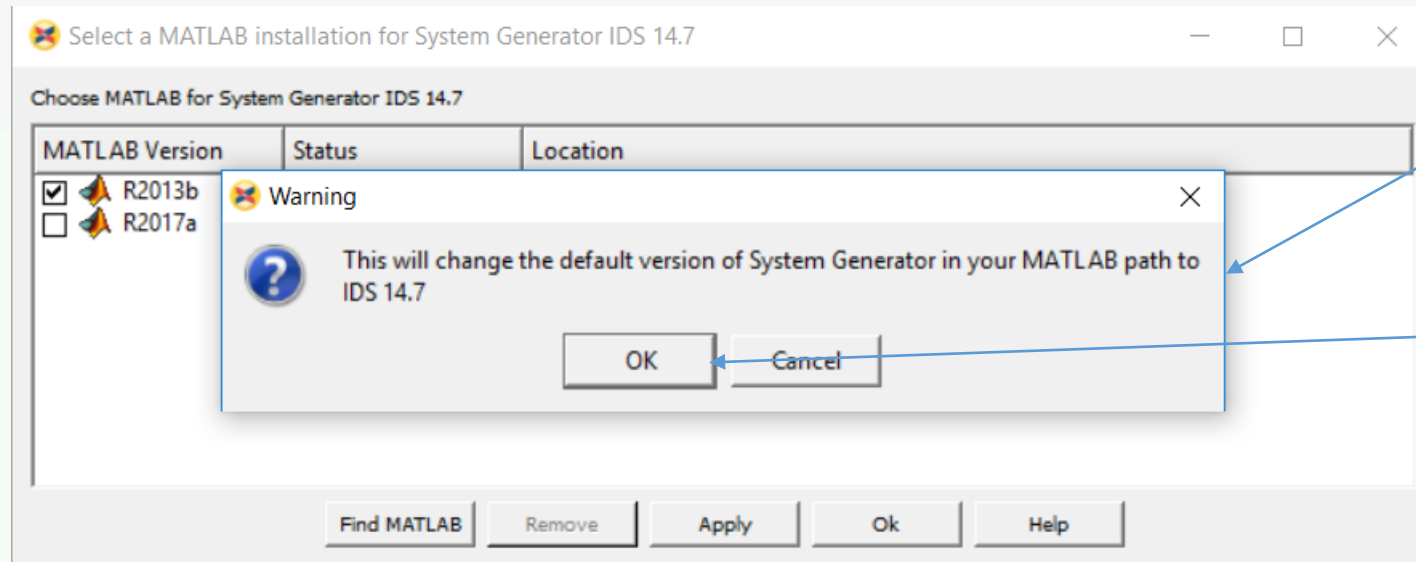 Select a MATLAB installation for System Generator IDS 14.7
Choose MATLAB for System Generator IDS 14.7
MATLAB Version Status Location
R2013b
R2017a
Warning
This will change the default version of System Generator in your MATLAB path to
IDS 14.7
OK Cancel
Find MATLAB Remove Apply Ok Help